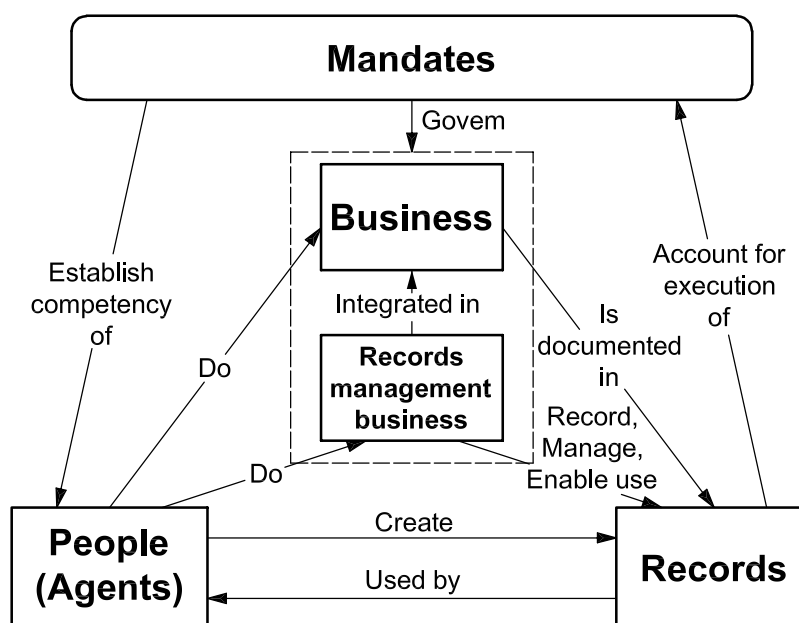 Mandates
Govem
Business
Establish
competency
of
Account for
execution
of
Integrated in
Is
documented
in
Do
Records
management
business
Record,
Manage,
Enable use
Do
People
(Agents)
Create
Used by
Records